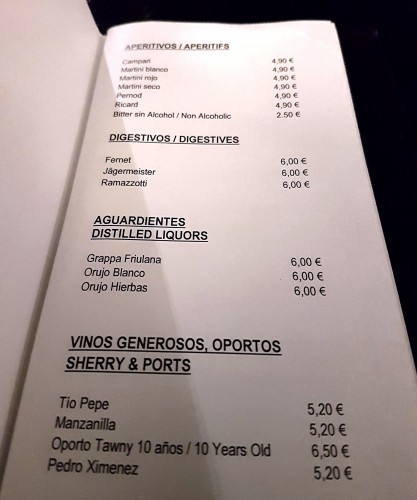 APERITIVOS / APERITIFS
Campari 4,90 €
Martini blanco 4,90 €
Martini rojo 4,90 €
Martini seco 4,90 €
Pernod 4,90 €
Ricard 4,90 €
Bitter sin Alcohol / Non Alcoholic 2.50 €
DIGESTIVOS / DIGESTIVES
Fernet 6,00 €
Jägermeister 6,00 €
Ramazzotti 6,00 €
AGUARDIENTES
DISTILLED LIQUORS
Grappa Friulana 6,00 €
Orujo Blanco 6,00 €
Orujo Hierbas 6,00 €
VINOS GENEROSOS, OPORTOS
SHERRY & PORTS
Tio Pepe 5,20 €
Manzanilla 5,20 €
Oporto Tawny 10 años / 10 Years Old 6,50 €
Pedro Ximenez 5,20 €